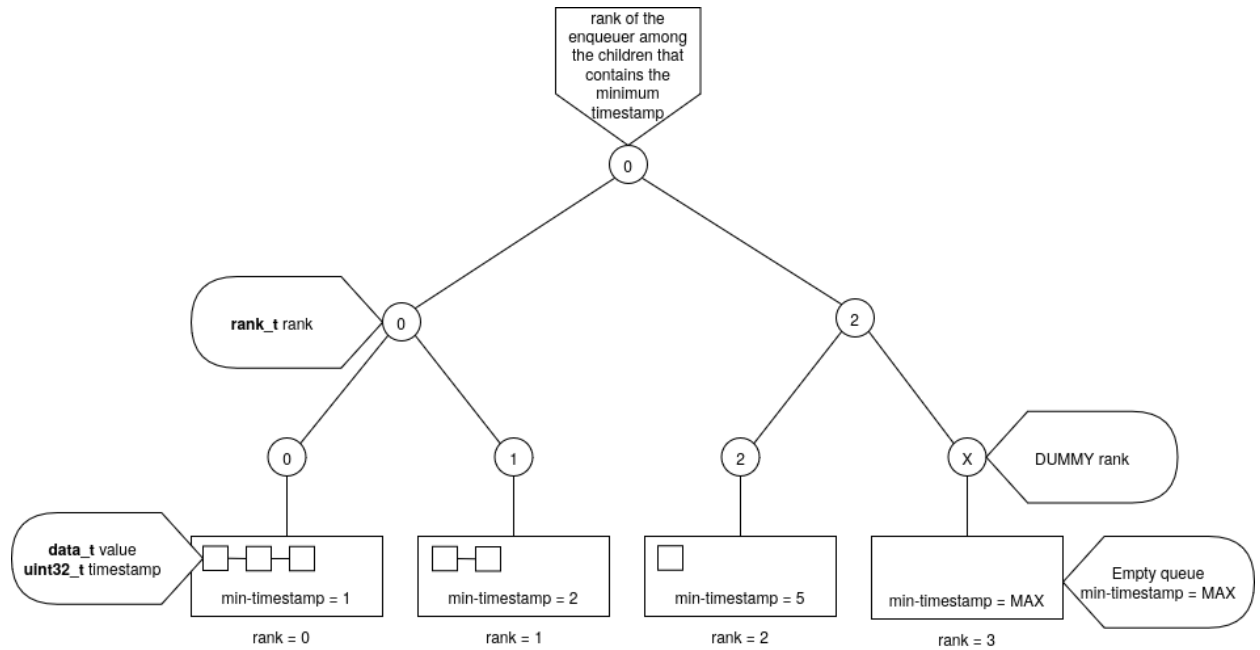 rank of the
enqueuer among
the children that
contains the
minimum
timestamp
0
rank_t rank
0
2
0
1
2
X
DUMMY rank
data_t value
uint32_t timestamp
min-timestamp = 1
min-timestamp = 2
min-timestamp = 5
min-timestamp = MAX
Empty queue
min-timestamp = MAX
rank = 0
rank = 1
rank = 2
rank = 3